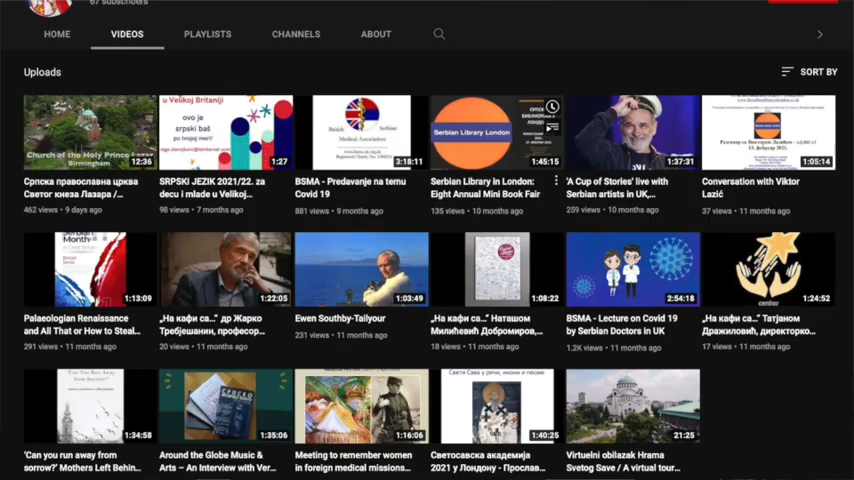 67 subscribers
HOME
VIDEOS
PLAYLISTS
CHANNELS
ABOUT
Uploads
SORT BY
Church of the Holy Prince
Birmingham
12:36
u Velikoj Britaniji
ovo je
srpski baš
po tvojoj meri!
1:27
British Serbian
Medical Association
3:18:11
Serbian Library London
1:45:15
1:37:31
1:05:14
Српска православна црква
Светог кнеза Лазара /...
462 views • 9 days ago
SRPSKI JEZIK 2021/22. za
decu i mlade u Velikoj...
98 views • 7 months ago
BSMA - Predavanje na temu
Covid 19
881 views • 9 months ago
Serbian Library in London:
Eight Annual Mini Book Fair
135 views • 10 months ago
'A Cup of Stories' live with
Serbian artists in UK,...
259 views • 10 months ago
Conversation with Viktor
Lazić
37 views • 11 months ago
Serbian
Month
1:13:09
1:22:05
1:03:49
1:08:22
2:54:18
centar
1:24:52
Palaeologian Renaissance
and All That or How to Steal...
291 views • 11 months ago
„На кафи са...“ др Жарко
Требјешанин, професор...
20 views • 11 months ago
Ewen Southby-Tailyour
231 views • 11 months ago
„На кафи са...“ Наташом
Милићевић Добромиров,...
18 views • 11 months ago
BSMA - Lecture on Covid 19
by Serbian Doctors in UK
1.2K views • 11 months ago
„На кафи са...“ Татјаном
Дражиловић, директорко...
17 views • 11 months ago
"Can You Run Away
from Sorrow?"
1:34:58
1:35:06
1:16:06
Свети Сава у речи, икони и песми
1:40:25
21:25
'Can you run away from
sorrow?' Mothers Left Behin...
Around the Globe Music &
Arts – An Interview with Ver...
Meeting to remember women
in foreign medical missions...
Светосавска академија
2021 у Лондону - Прослав...
Virtuelni obilazak Hrama
Svetog Save / A virtual tour...